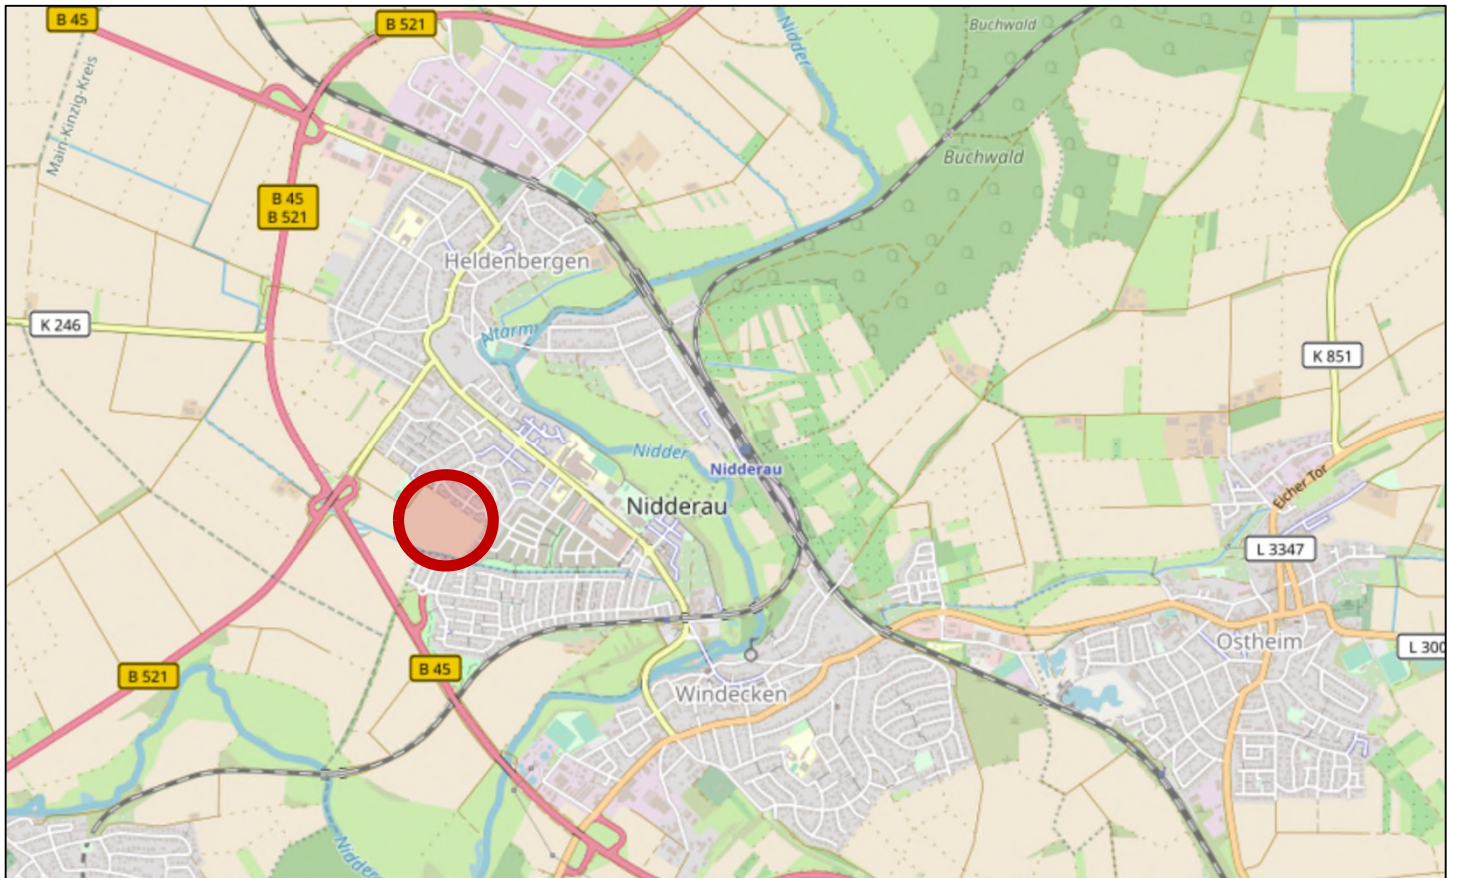 B 45
B 521
Nidder
Buchwald
Main-Kinzig-Kreis
Buchwald
B 45
B 521
Heldenbergen
K 246
Altarm
K 851
Nidder
Nidderau
Nidderau
Eicher Tor
L 3347
Ostheim
L 300
B 521
B 45
Windecken
Nidder